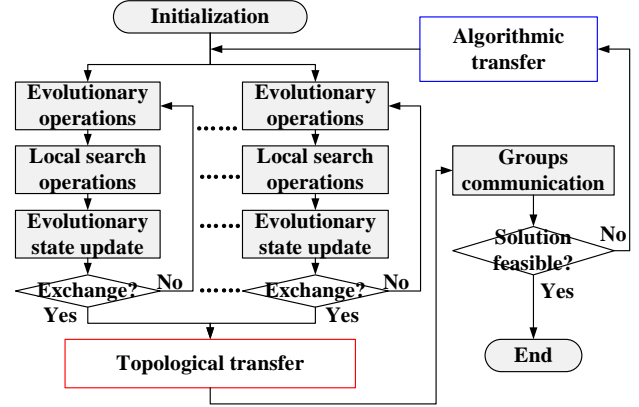 Initialization
Algorithmic
transfer
Evolutionary
operations
Evolutionary
operations
Local search
operations
Local search
operations
Groups
communication
Evolutionary
state update
Evolutionary
state update
Solution
feasible?
No
Exchange?
No
Exchange?
No
Yes
Yes
Yes
Topological transfer
End